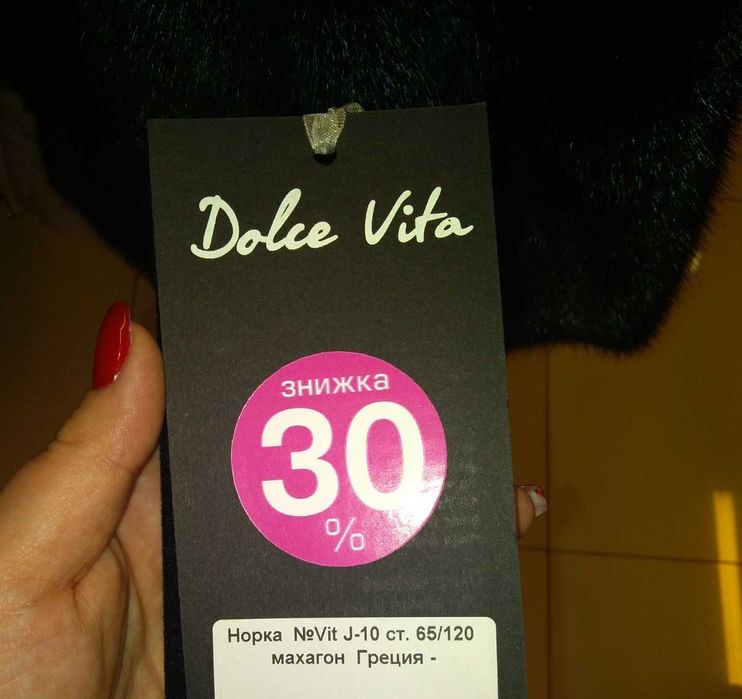 Dolce Vita
знижка
30
%
Норка №Vit J-10 ст. 65/120
махагон Греция -